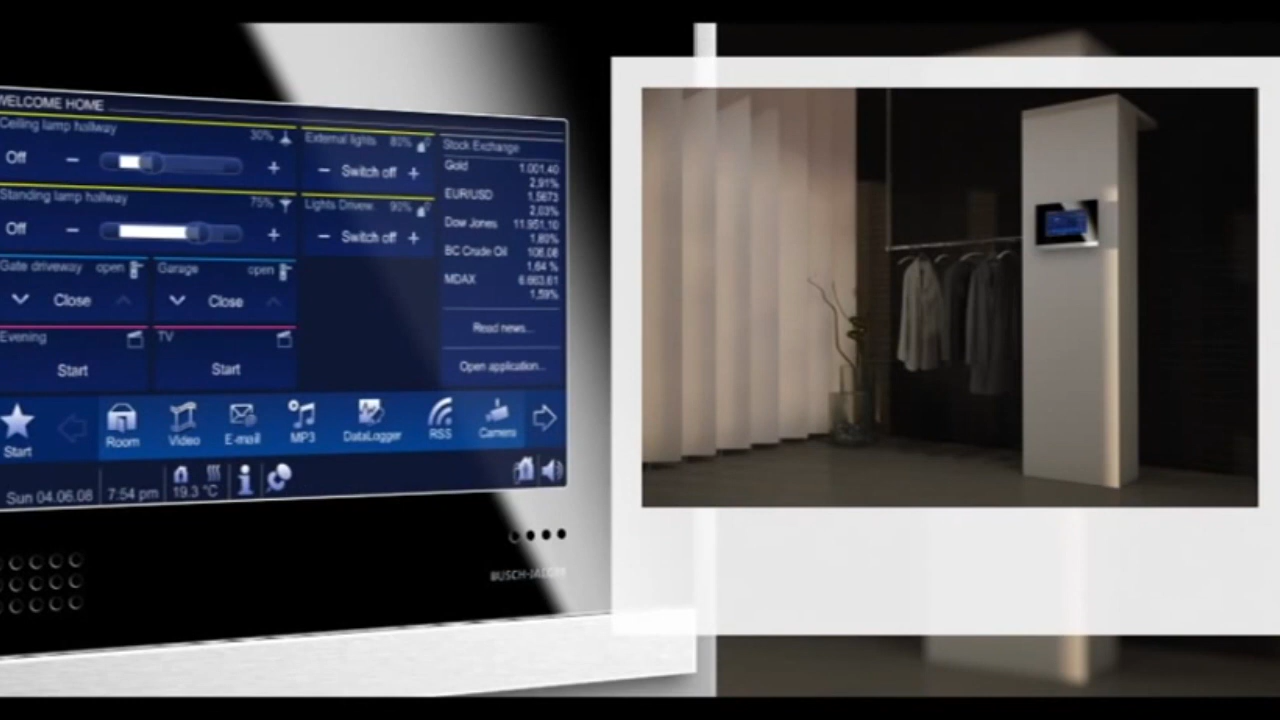 WELCOME HOME
Ceiling lamp hallway 30%
Off − +
Standing lamp hallway 75%
Off − +
Gate driveway open
Close
Garage open
Close
Evening
Start
TV
Start
External lights 80%
− Switch off +
Lights Drivew. 90%
− Switch off +
Stock Exchange
Gold 1.001,40
2,91%
EUR/USD 1,5673
2,03%
Dow Jones 11.951,10
1,60%
BC Crude Oil 106,08
1,64 %
MDAX 6.663,61
1,59%
Read news...
Open application...
Start
Room
Video
E-mail
MP3
DataLogger
RSS
Camera
Sun 04.06.08
7:54 pm
19.3 °C
BUSCH-JAEGER